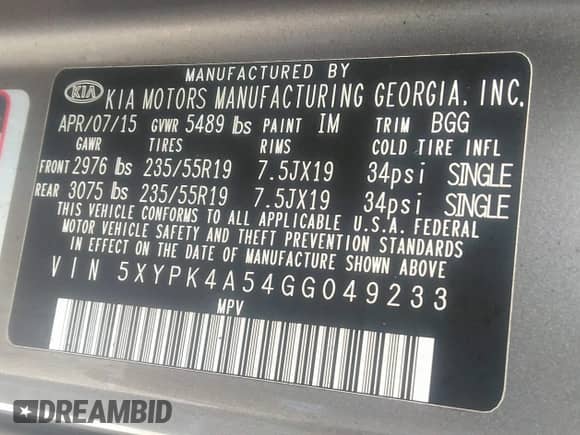 MANUFACTURED BY
KIA KIA MOTORS MANUFACTURING GEORGIA, INC.
APR/07/15 GVWR 5489 lbs PAINT IM TRIM BGG
GAWR TIRES RIMS COLD TIRE INFL
FRONT 2976 lbs 235/55R19 7.5JX19 34psi SINGLE
REAR 3075 lbs 235/55R19 7.5JX19 34psi SINGLE
THIS VEHICLE CONFORMS TO ALL APPLICABLE U.S.A. FEDERAL
MOTOR VEHICLE SAFETY AND THEFT PREVENTION STANDARDS
IN EFFECT ON THE DATE OF MANUFACTURE SHOWN ABOVE
VIN 5XYPK4A54GG049233
MPV
DREAMBID